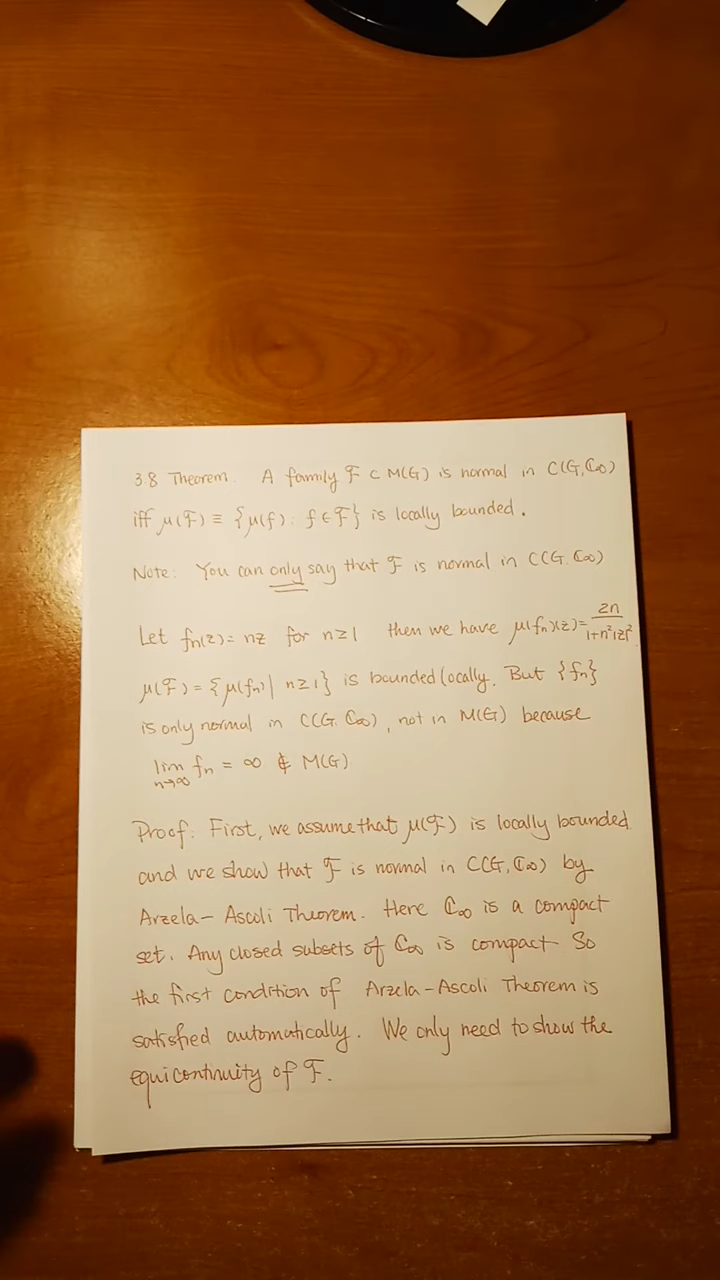 3.8 Theorem. A family ℱ ⊂ M(G) is normal in C(G, ℂ∞)
iff μ(ℱ) ≡ {μ(f) : f ∈ ℱ} is locally bounded.
Note: You can only say that ℱ is normal in C(G, ℂ∞)
Let fn(z) = nz for n ≥ 1 then we have μ(fn)(z) = 2n / 1+n²|z|²
μ(ℱ) = {μ(fn) | n ≥ 1} is bounded locally. But {fn}
is only normal in C(G, ℂ∞), not in M(G) because
lim n→∞ fn = ∞ ∉ M(G)
Proof: First, we assume that μ(ℱ) is locally bounded
and we show that ℱ is normal in C(G, ℂ∞) by
Arzela-Ascoli Theorem. Here ℂ∞ is a compact
set. Any closed subsets of ℂ∞ is compact So
the first condition of Arzela-Ascoli Theorem is
satisfied automatically. We only need to show the
equicontinuity of ℱ.